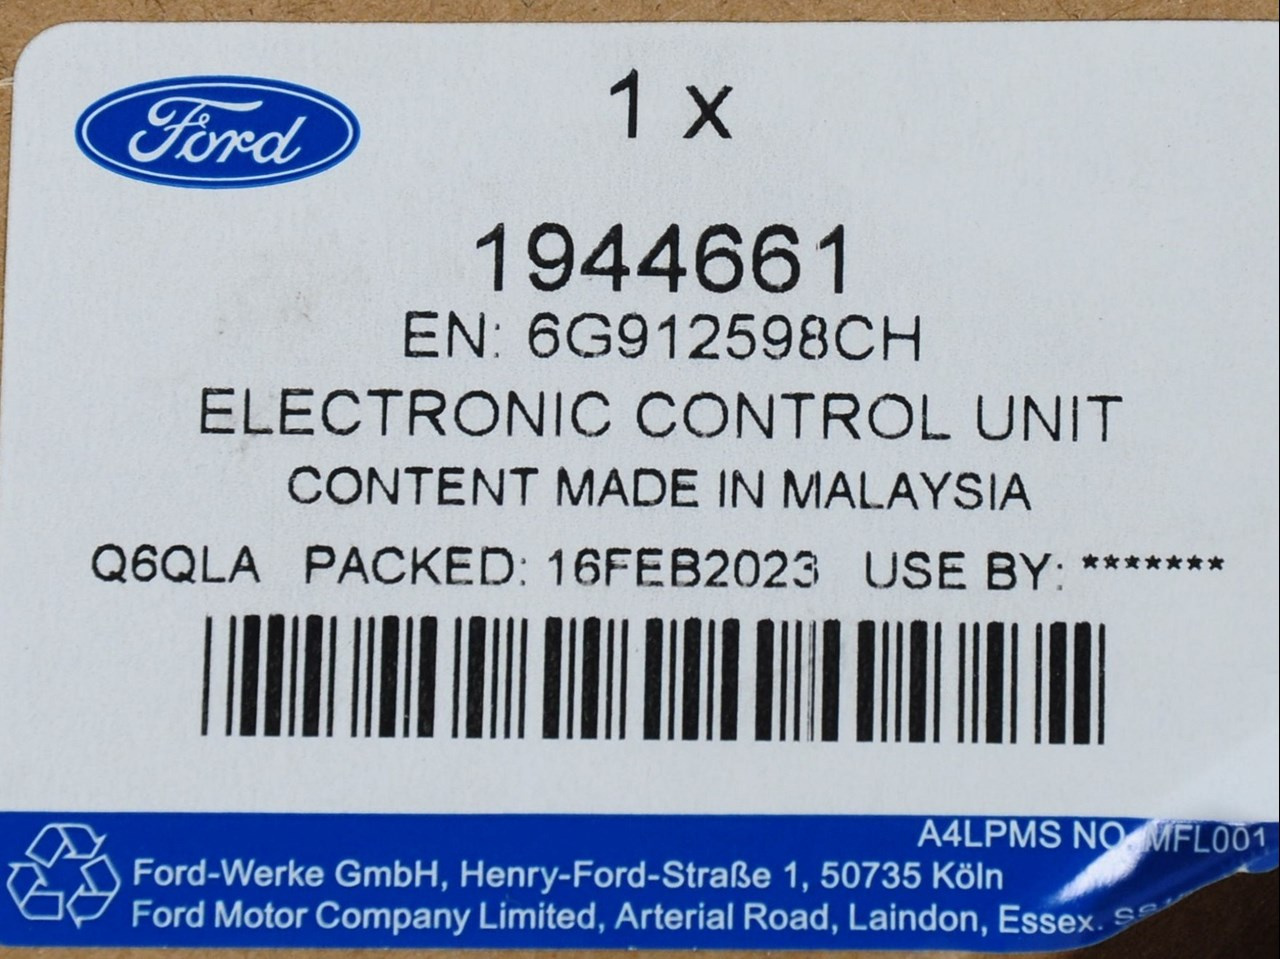 Ford
1 x
1944661
EN: 6G912598CH
ELECTRONIC CONTROL UNIT
CONTENT MADE IN MALAYSIA
Q6QLA PACKED: 16FEB2023 USE BY: *******
A4LPMS NO. MFL001
Ford-Werke GmbH, Henry-Ford-Straße 1, 50735 Köln
Ford Motor Company Limited, Arterial Road, Laindon, Essex.